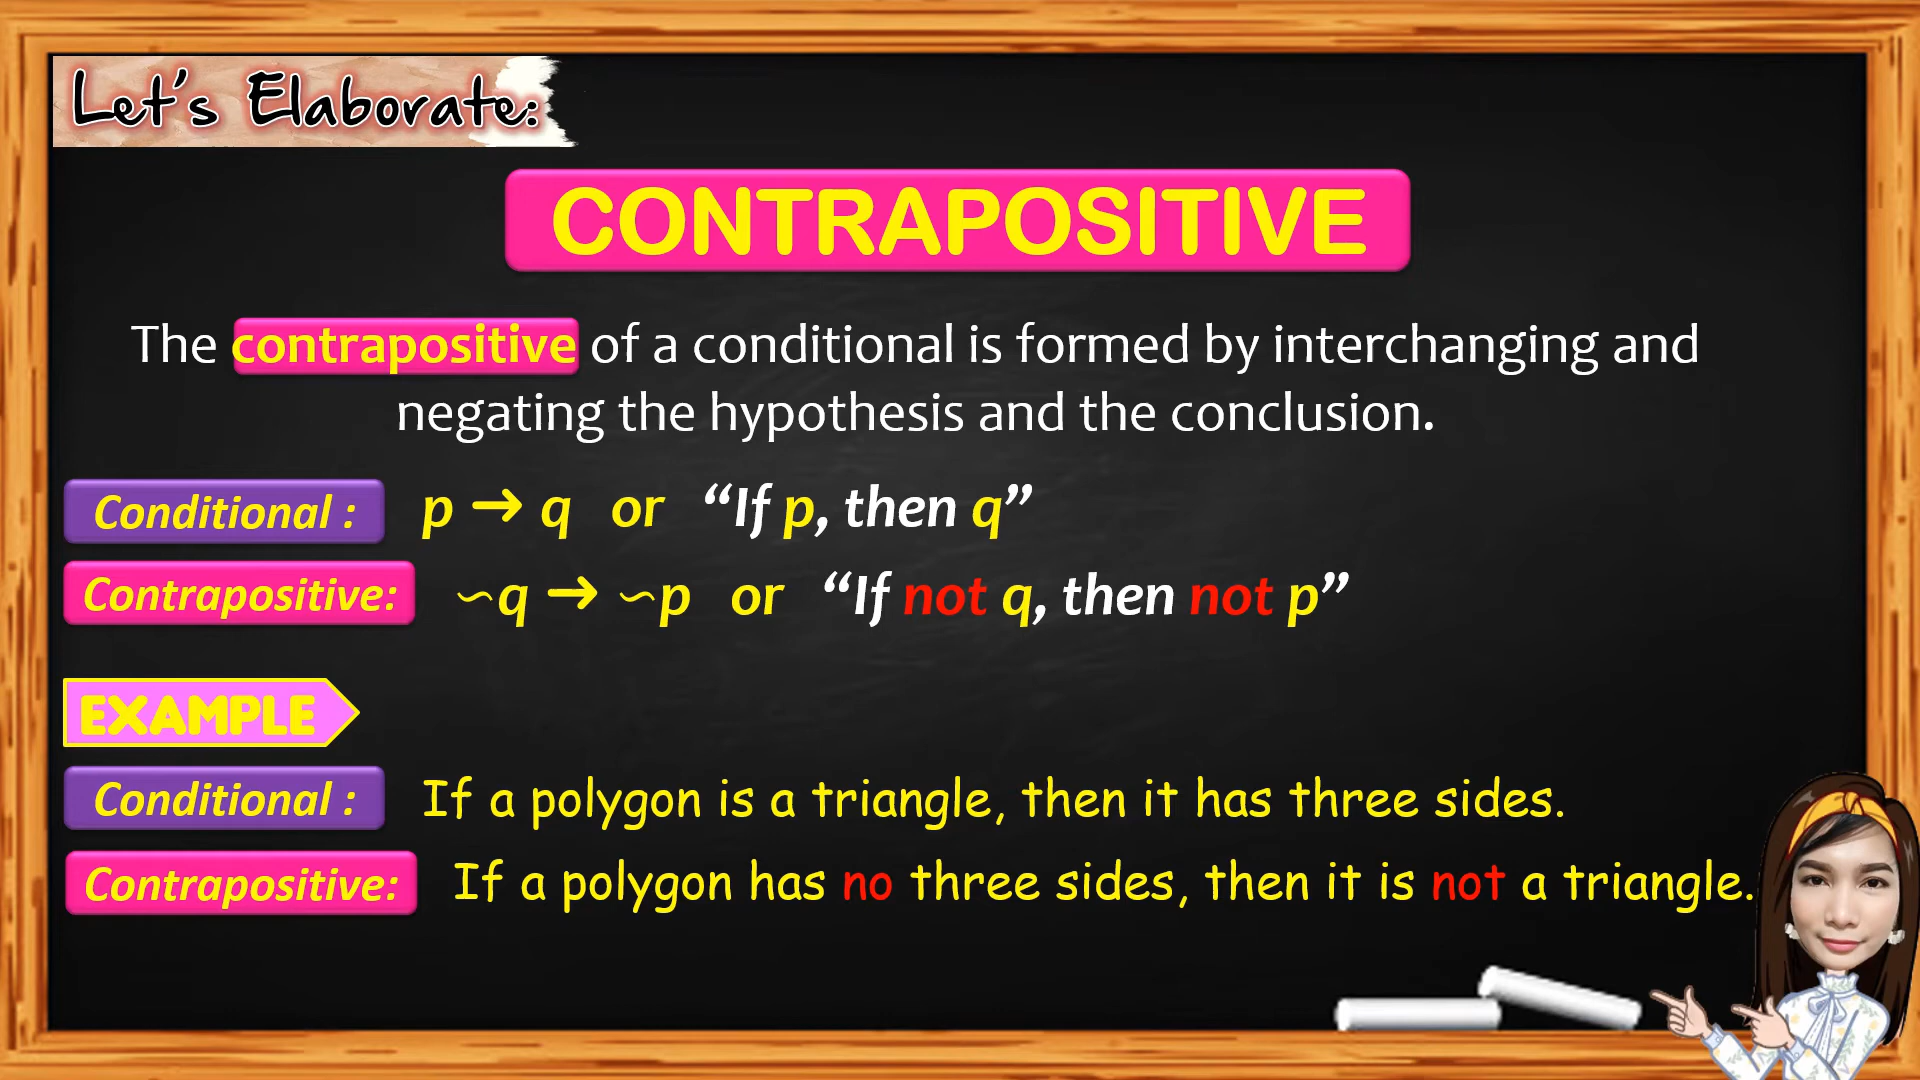 Let's Elaborate:
CONTRAPOSITIVE
The contrapositive of a conditional is formed by interchanging and
negating the hypothesis and the conclusion.
Conditional : p → q or “If p, then q”
Contrapositive: ∽q → ∽p or “If not q, then not p”
EXAMPLE
Conditional : If a polygon is a triangle, then it has three sides.
Contrapositive: If a polygon has no three sides, then it is not a triangle.